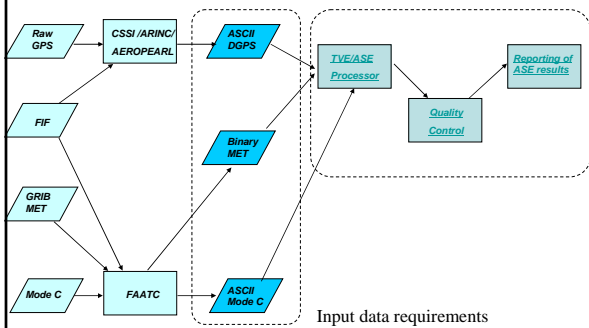 Raw
GPS
CSSI /ARINC/
AEROPEARL
ASCII
DGPS
TVE/ASE
Processor
Reporting of
ASE results
FIF
Binary
MET
Quality
Control
GRIB
MET
Mode C
FAATC
ASCII
Mode C
Input data requirements